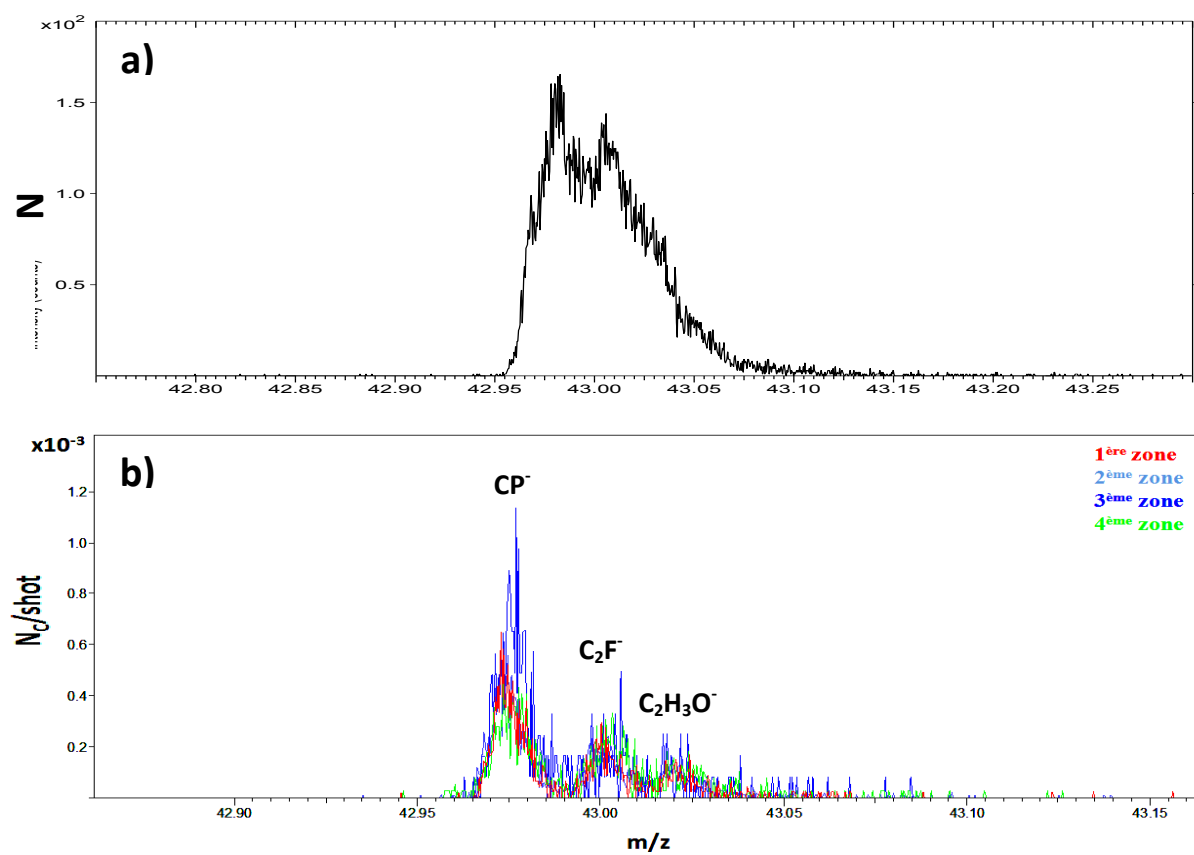 x10²
a)
1.5
1.0
0.5
N
42.80 42.85 42.90 42.95 43.00 43.05 43.10 43.15 43.20 43.25
x10⁻³
b)
1ère zone
2ème zone
3ème zone
4ème zone
CP⁻
C₂F⁻
C₂H₃O⁻
1.2
1.0
0.8
0.6
0.4
0.2
N_C/shot
42.90 42.95 43.00 43.05 43.10 43.15
m/z